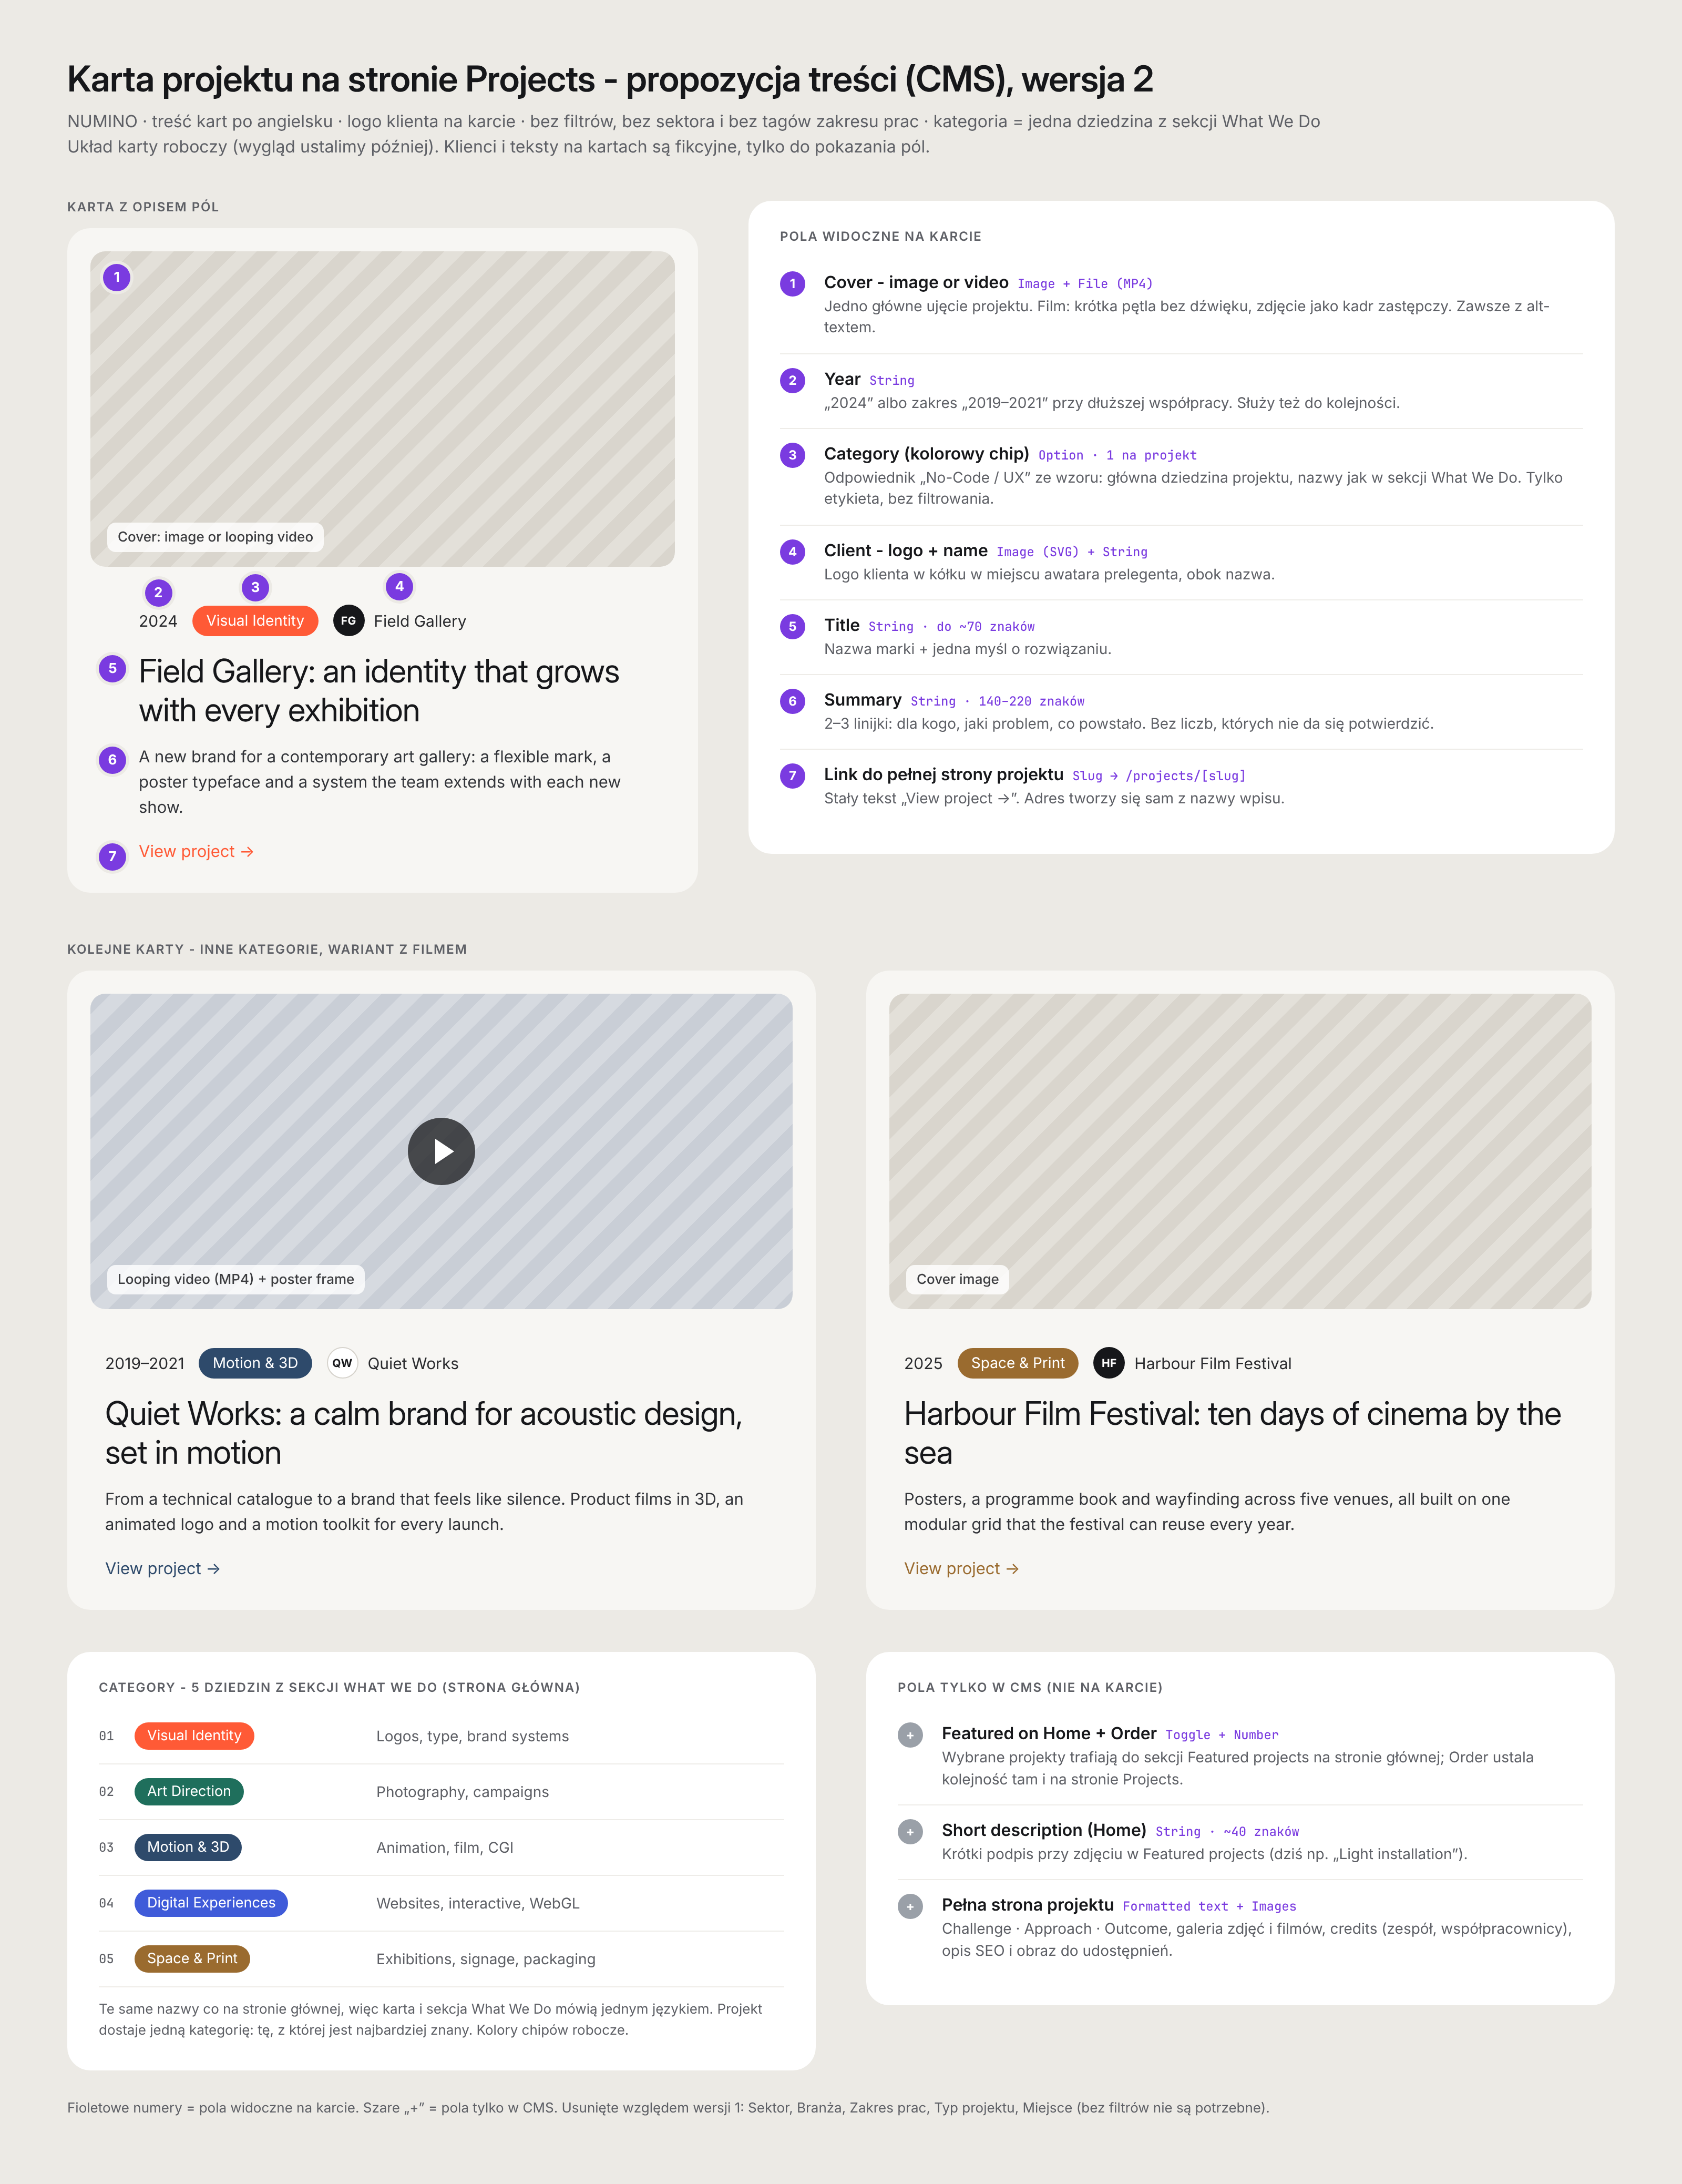 Karta projektu na stronie Projects - propozycja treści (CMS), wersja 2
NUMINO · treść kart po angielsku · logo klienta na karcie · bez filtrów, bez sektora i bez tagów zakresu prac · kategoria = jedna dziedzina z sekcji What We Do
Układ karty roboczy (wygląd ustalimy później). Klienci i teksty na kartach są fikcyjne, tylko do pokazania pól.
KARTA Z OPISEM PÓL
1
Cover: image or looping video
2
3
4
2024
Visual Identity
FG
Field Gallery
5
Field Gallery: an identity that grows
with every exhibition
6
A new brand for a contemporary art gallery: a flexible mark, a
poster typeface and a system the team extends with each new
show.
7
View project →
POLA WIDOCZNE NA KARCIE
1
Cover - image or video Image + File (MP4)
Jedno główne ujęcie projektu. Film: krótka pętla bez dźwięku, zdjęcie jako kadr zastępczy. Zawsze z alt-
textem.
2
Year String
„2024” albo zakres „2019–2021” przy dłuższej współpracy. Służy też do kolejności.
3
Category (kolorowy chip) Option · 1 na projekt
Odpowiednik „No-Code / UX” ze wzoru: główna dziedzina projektu, nazwy jak w sekcji What We Do. Tylko
etykieta, bez filtrowania.
4
Client - logo + name Image (SVG) + String
Logo klienta w kółku w miejscu awatara prelegenta, obok nazwa.
5
Title String · do ~70 znaków
Nazwa marki + jedna myśl o rozwiązaniu.
6
Summary String · 140–220 znaków
2–3 linijki: dla kogo, jaki problem, co powstało. Bez liczb, których nie da się potwierdzić.
7
Link do pełnej strony projektu Slug → /projects/[slug]
Stały tekst „View project →”. Adres tworzy się sam z nazwy wpisu.
KOLEJNE KARTY - INNE KATEGORIE, WARIANT Z FILMEM
Looping video (MP4) + poster frame
2019–2021
Motion & 3D
QW
Quiet Works
Quiet Works: a calm brand for acoustic design,
set in motion
From a technical catalogue to a brand that feels like silence. Product films in 3D, an
animated logo and a motion toolkit for every launch.
View project →
Cover image
2025
Space & Print
HF
Harbour Film Festival
Harbour Film Festival: ten days of cinema by the
sea
Posters, a programme book and wayfinding across five venues, all built on one
modular grid that the festival can reuse every year.
View project →
CATEGORY - 5 DZIEDZIN Z SEKCJI WHAT WE DO (STRONA GŁÓWNA)
01 Visual Identity Logos, type, brand systems
02 Art Direction Photography, campaigns
03 Motion & 3D Animation, film, CGI
04 Digital Experiences Websites, interactive, WebGL
05 Space & Print Exhibitions, signage, packaging
Te same nazwy co na stronie głównej, więc karta i sekcja What We Do mówią jednym językiem. Projekt
dostaje jedną kategorię: tę, z której jest najbardziej znany. Kolory chipów robocze.
POLA TYLKO W CMS (NIE NA KARCIE)
+
Featured on Home + Order Toggle + Number
Wybrane projekty trafiają do sekcji Featured projects na stronie głównej; Order ustala
kolejność tam i na stronie Projects.
+
Short description (Home) String · ~40 znaków
Krótki podpis przy zdjęciu w Featured projects (dziś np. „Light installation”).
+
Pełna strona projektu Formatted text + Images
Challenge · Approach · Outcome, galeria zdjęć i filmów, credits (zespół, współpracownicy),
opis SEO i obraz do udostępnień.
Fioletowe numery = pola widoczne na karcie. Szare „+” = pola tylko w CMS. Usunięte względem wersji 1: Sektor, Branża, Zakres prac, Typ projektu, Miejsce (bez filtrów nie są potrzebne).